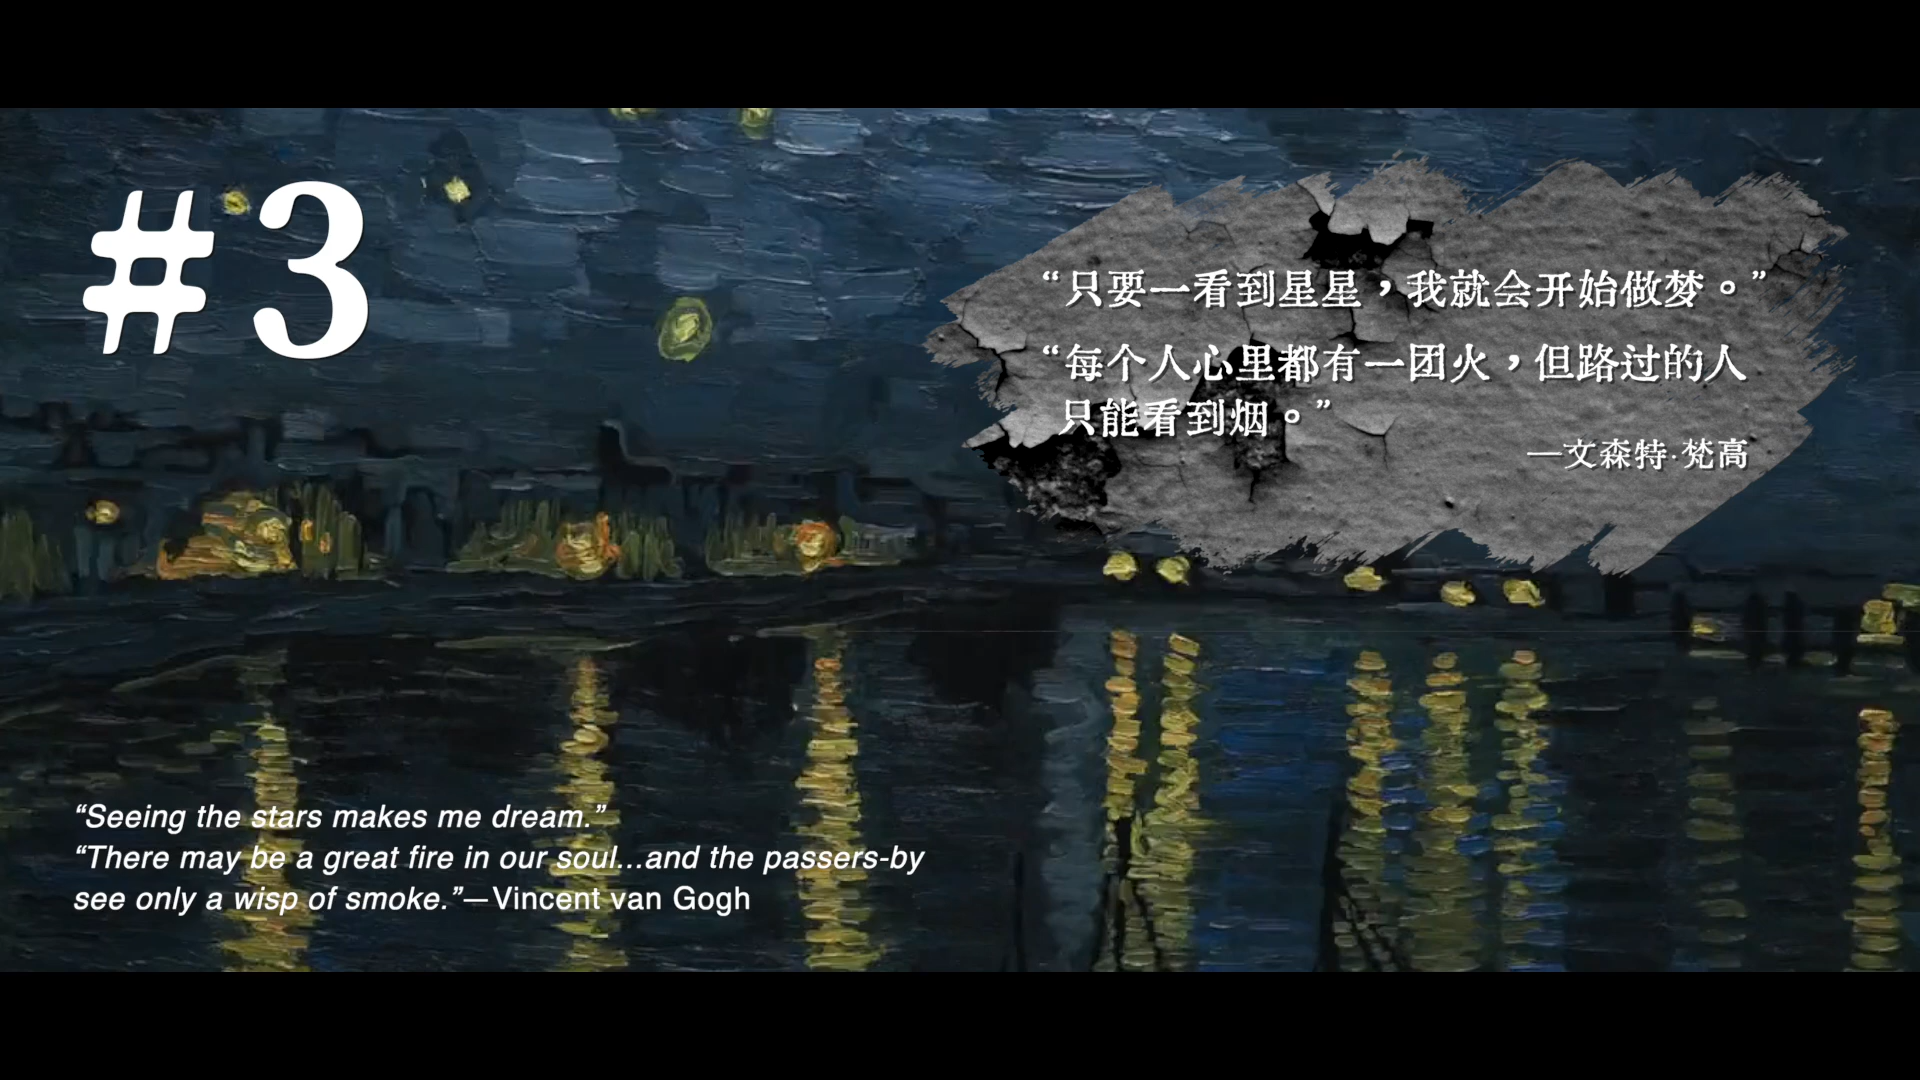 #3
“只要一看到星星，我就会开始做梦。”
“每个人心里都有一团火，但路过的人
只能看到烟。”
—文森特·梵高
“Seeing the stars makes me dream.”
“There may be a great fire in our soul...and the passers-by
see only a wisp of smoke.”—Vincent van Gogh